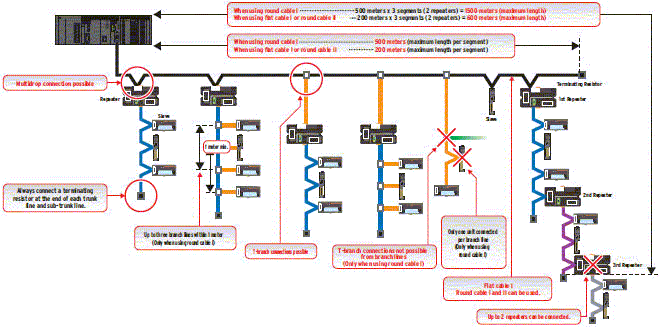 When using round cable I 500 meters x 3 segments (2 repeaters) = 1500 meters (maximum length)
When using flat cable I or round cable II 200 meters x 3 segments (2 repeaters) = 600 meters (maximum length)
When using round cable I 500 meters (maximum length per segment)
When using flat cable I or round cable II 200 meters (maximum length per segment)
Multidrop connection possible
Terminating Resistor
Repeater
1st Repeater
Slave
Slave
1 meter min.
2nd Repeater
Always connect a terminating
resistor at the end of each trunk
line and sub-trunk line.
Up to three branch lines within 1 meter
(Only when using round cable I)
T-branch connections possible
T-branch connections not possible
from branch lines
(Only when using round cable I)
Only one unit connected
per branch line
(Only when using
round cable I)
3rd Repeater
Flat cable I
Round cable I and II can be used.
Up to 2 repeaters can be connected.